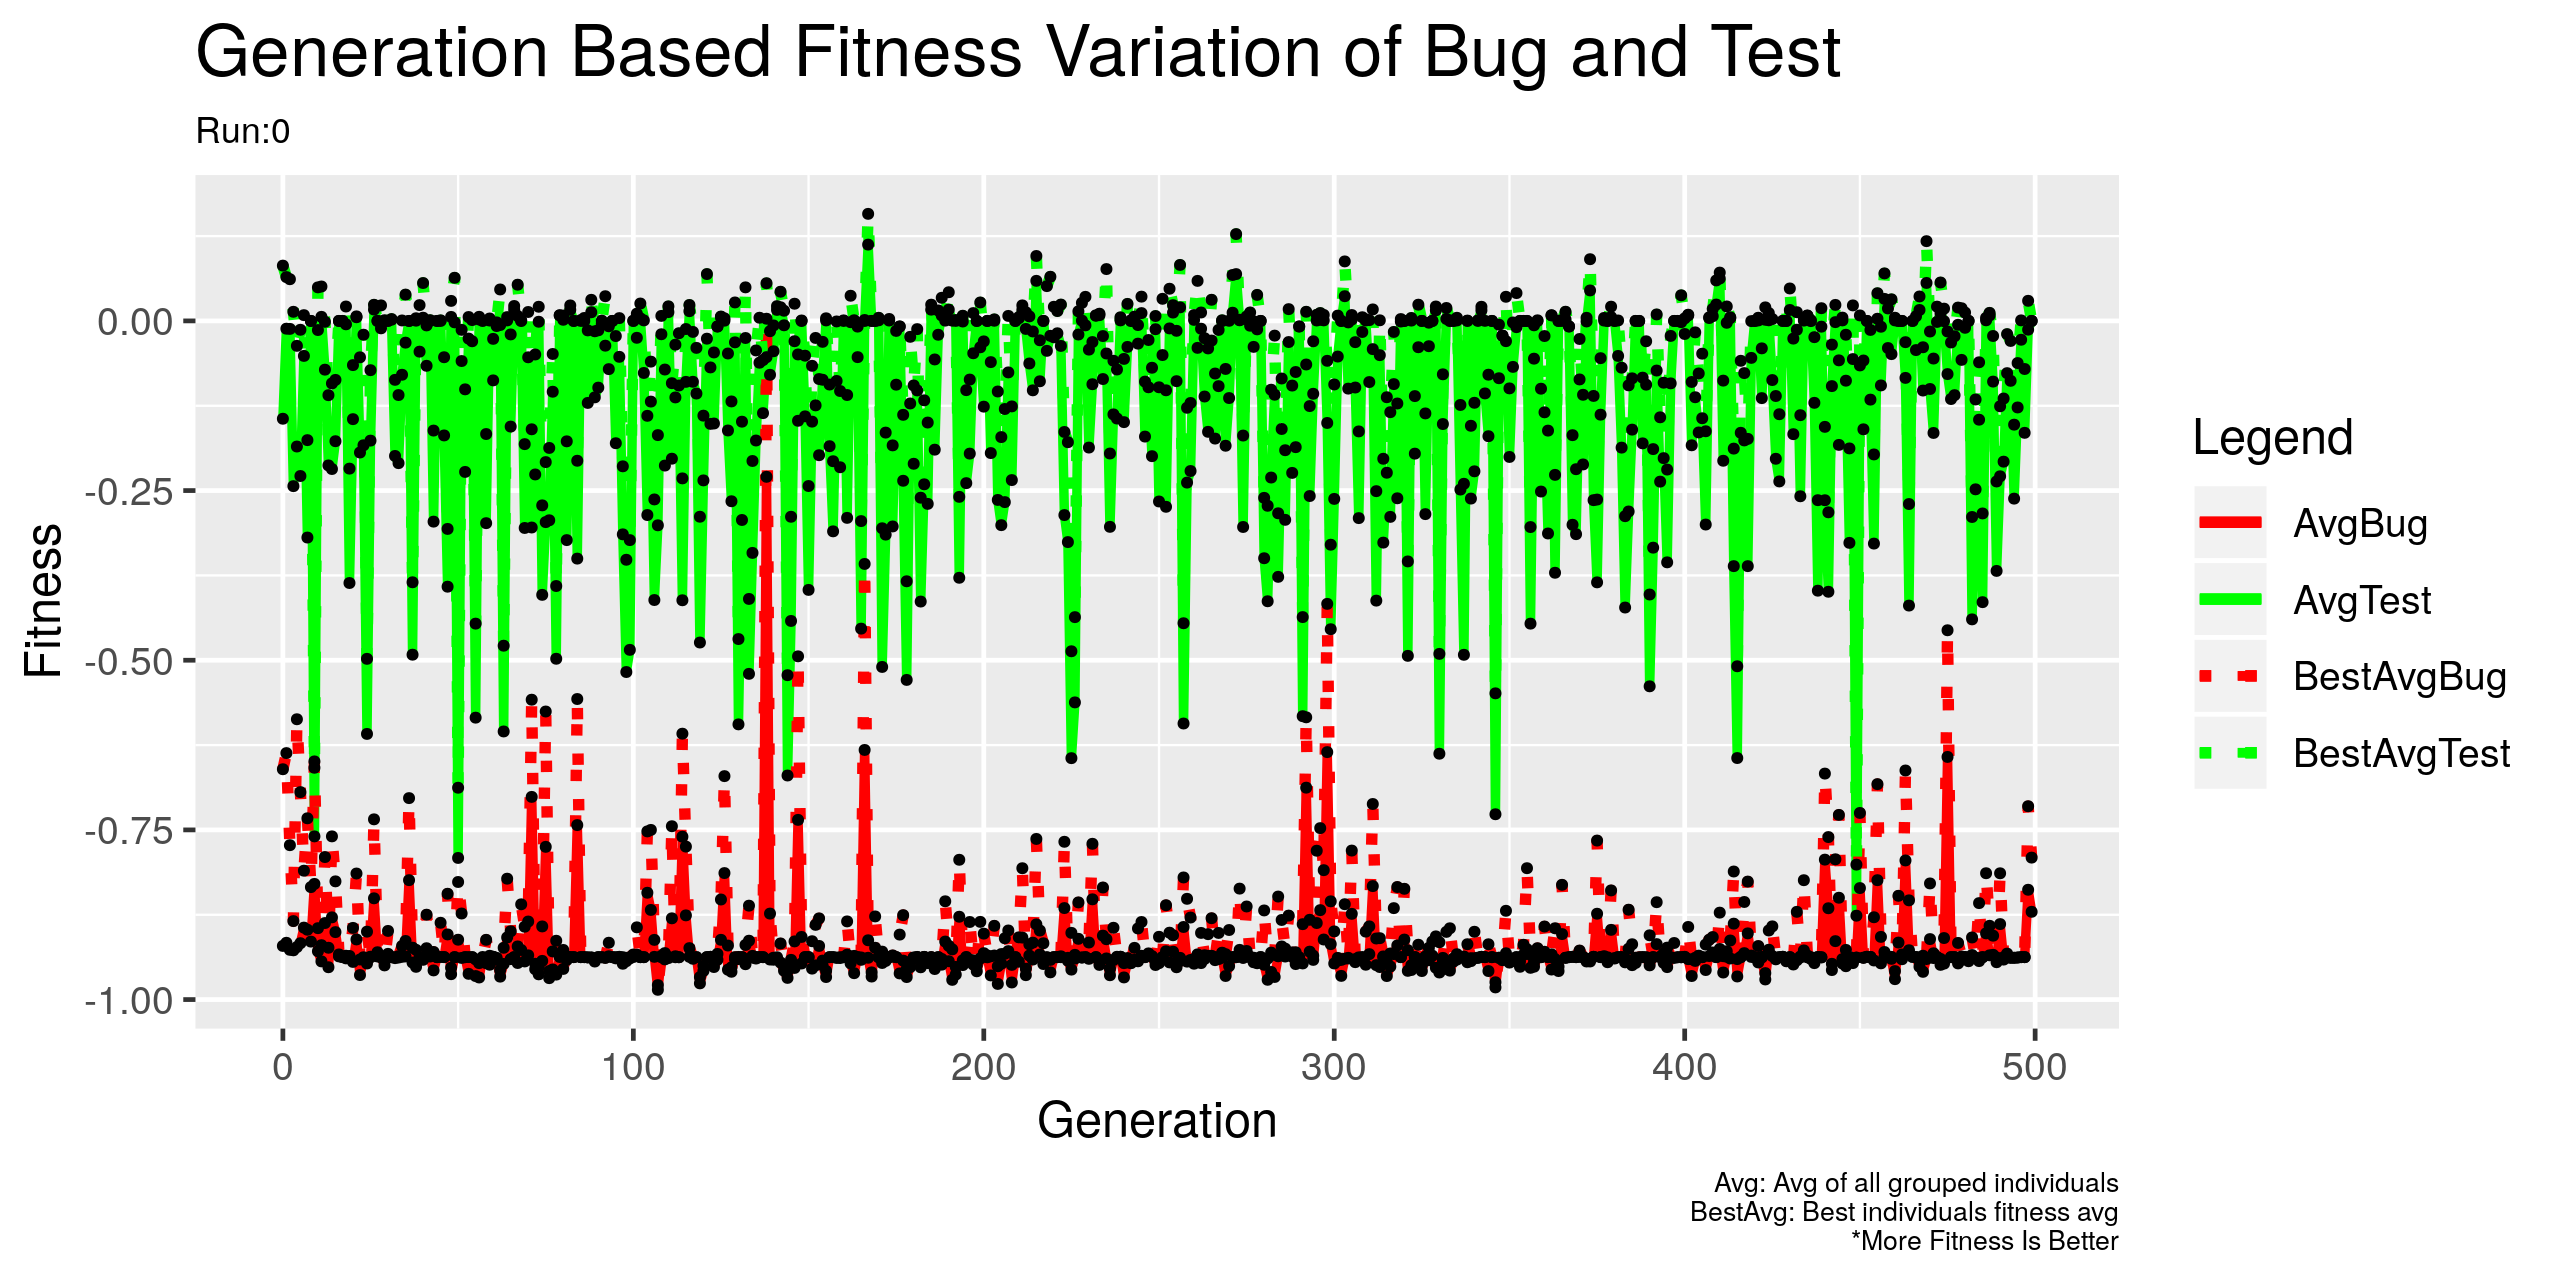 Generation Based Fitness Variation of Bug and Test
Run:0
Fitness
0.00
-0.25
-0.50
-0.75
-1.00
0 100 200 300 400 500
Generation
Legend
AvgBug
AvgTest
BestAvgBug
BestAvgTest
Avg: Avg of all grouped individuals
BestAvg: Best individuals fitness avg
*More Fitness Is Better